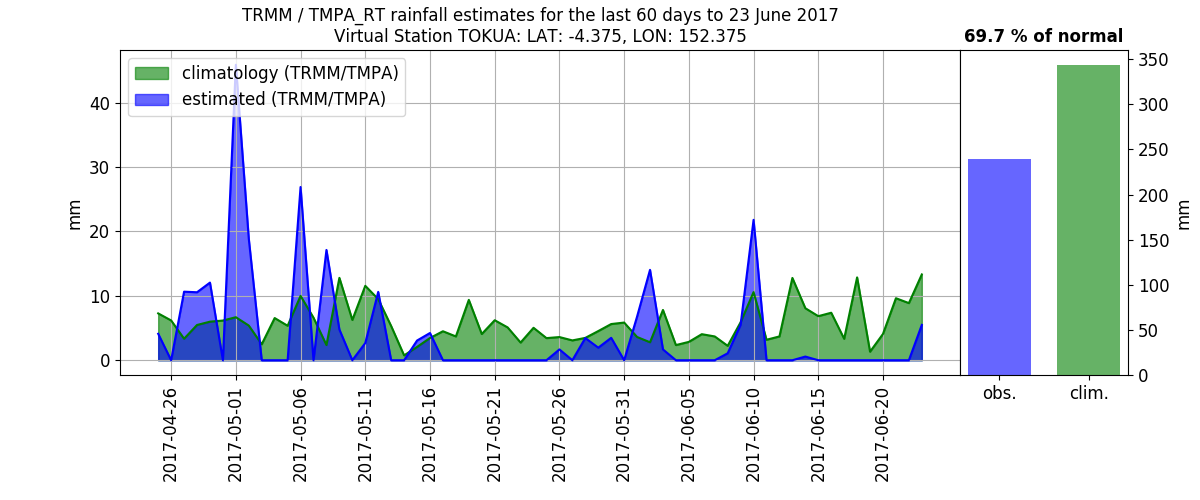 TRMM / TMPA_RT rainfall estimates for the last 60 days to 23 June 2017
Virtual Station TOKUA: LAT: -4.375, LON: 152.375
69.7 % of normal
climatology (TRMM/TMPA)
estimated (TRMM/TMPA)
mm
40
30
20
10
0
2017-04-26
2017-05-01
2017-05-06
2017-05-11
2017-05-16
2017-05-21
2017-05-26
2017-05-31
2017-06-05
2017-06-10
2017-06-15
2017-06-20
obs.
clim.
350
300
250
200
150
100
50
0
mm